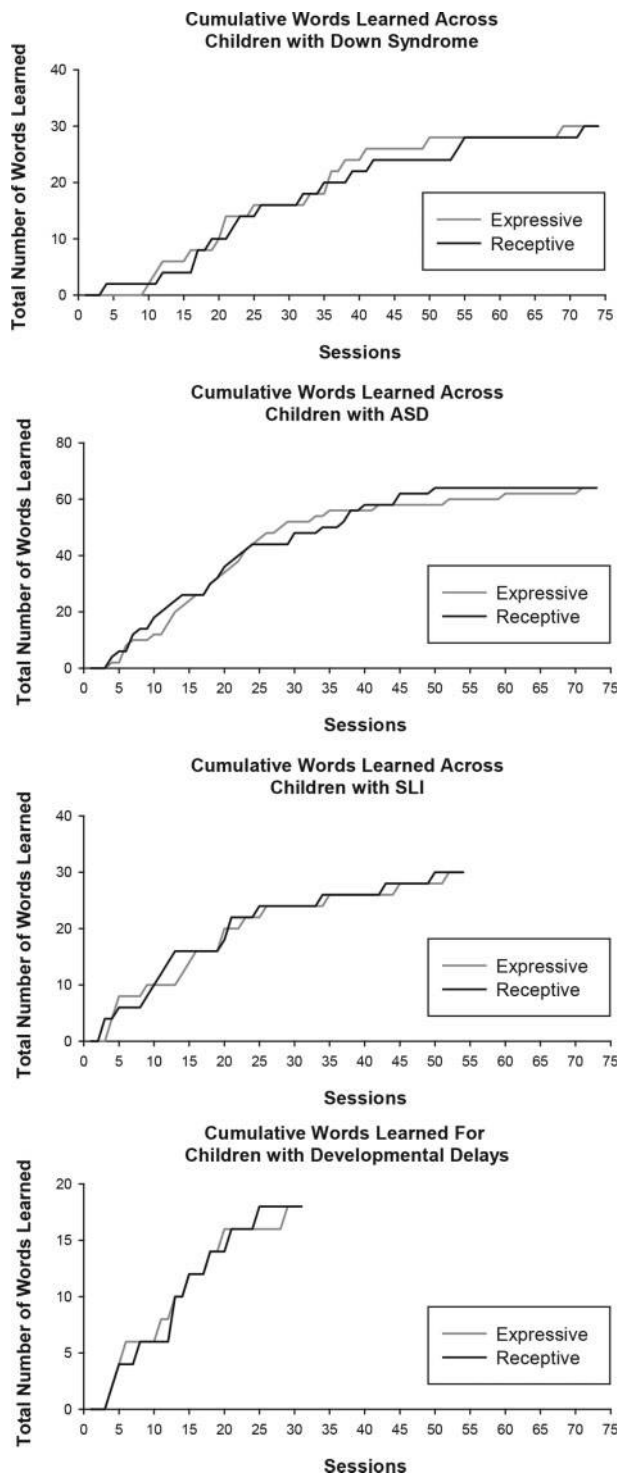 Cumulative Words Learned Across
Children with Down Syndrome
Total Number of Words Learned
40
30
20
10
0
Expressive
Receptive
0 5 10 15 20 25 30 35 40 45 50 55 60 65 70 75
Sessions
Cumulative Words Learned Across
Children with ASD
Total Number of Words Learned
80
60
40
20
0
Expressive
Receptive
0 5 10 15 20 25 30 35 40 45 50 55 60 65 70 75
Sessions
Cumulative Words Learned Across
Children with SLI
Total Number of Words Learned
40
30
20
10
0
Expressive
Receptive
0 5 10 15 20 25 30 35 40 45 50 55 60 65 70 75
Sessions
Cumulative Words Learned For
Children with Developmental Delays
Total Number of Words Learned
20
15
10
5
0
Expressive
Receptive
0 5 10 15 20 25 30 35 40 45 50 55 60 65 70 75
Sessions